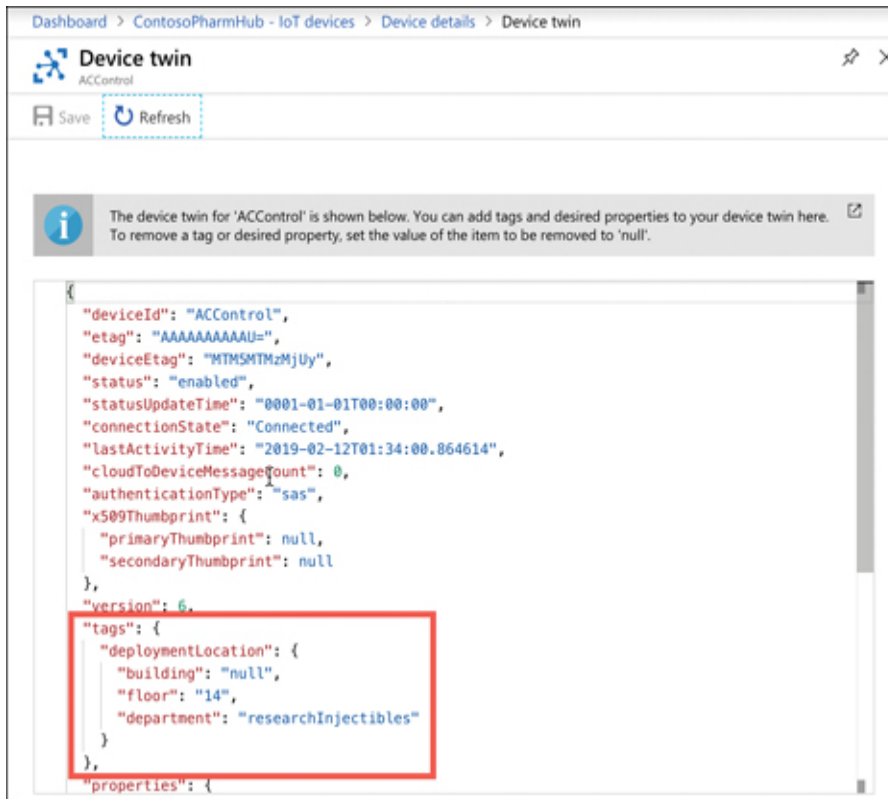 Dashboard > ContosoPharmHub - IoT devices > Device details > Device twin
Device twin
ACControl
Save Refresh
The device twin for 'ACControl' is shown below. You can add tags and desired properties to your device twin here.
To remove a tag or desired property, set the value of the item to be removed to 'null'.
{
"deviceId": "ACControl",
"etag": "AAAAAAAAAAU=",
"deviceEtag": "MTM5MTMzMjUy",
"status": "enabled",
"statusUpdateTime": "0001-01-01T00:00:00",
"connectionState": "Connected",
"lastActivityTime": "2019-02-12T01:34:00.864614",
"cloudToDeviceMessageCount": 0,
"authenticationType": "sas",
"x509Thumbprint": {
"primaryThumbprint": null,
"secondaryThumbprint": null
},
"version": 6,
"tags": {
"deploymentLocation": {
"building": "null",
"floor": "14",
"department": "researchInjectibles"
}
},
"properties": {